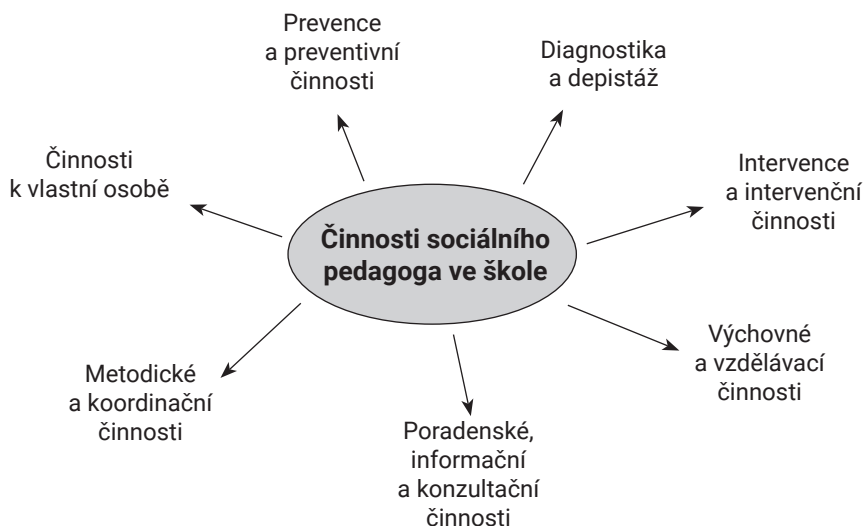 Prevence
a preventivní
činnosti
Diagnostika
a depistáž
Činnosti
k vlastní osobě
Intervence
a intervenční
činnosti
Činnosti sociálního
pedagoga ve škole
Metodické
a koordinační
činnosti
Výchovné
a vzdělávací
činnosti
Poradenské,
informační
a konzultační
činnosti